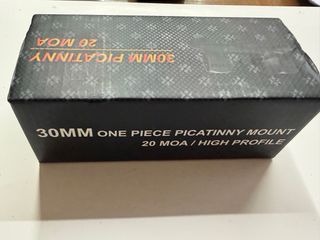 30MM PICATINNY
20 MOA
30MM ONE PIECE PICATINNY MOUNT
20 MOA / HIGH PROFILE